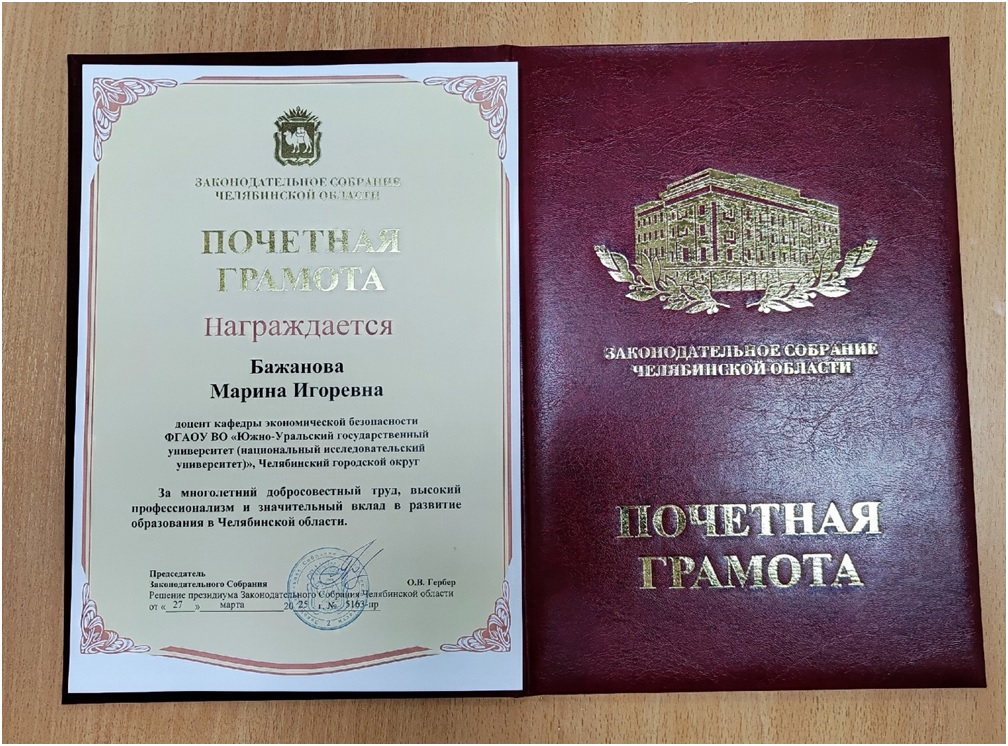 ЗАКОНОДАТЕЛЬНОЕ СОБРАНИЕ
ЧЕЛЯБИНСКОЙ ОБЛАСТИ
ПОЧЕТНАЯ
ГРАМОТА
Награждается
Бажанова
Марина Игоревна
доцент кафедры экономической безопасности
ФГАОУ ВО «Южно-Уральский государственный
университет (национальный исследовательский
университет)», Челябинский городской округ
За многолетний добросовестный труд, высокий
профессионализм и значительный вклад в развитие
образования в Челябинской области.
Председатель
Законодательного Собрания О.В. Гербер
Решение президиума Законодательного Собрания Челябинской области
от « 27 » марта 20 25 г. № 5163-пр
ЗАКОНОДАТЕЛЬНОЕ СОБРАНИЕ
ЧЕЛЯБИНСКОЙ ОБЛАСТИ
ПОЧЕТНАЯ
ГРАМОТА